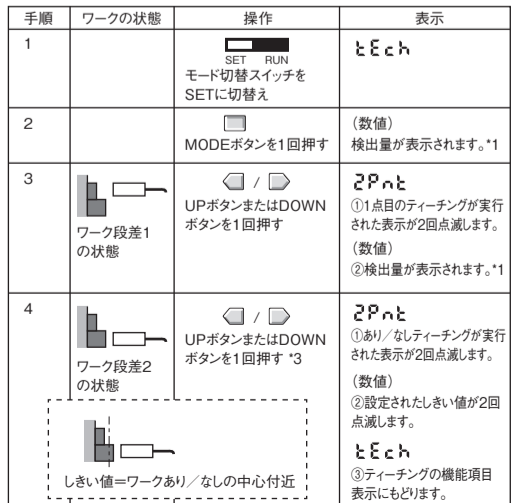 手順 ワークの状態 操作 表示
1
SET RUN
モード切替スイッチを
SETに切替え
tEch
2
MODEボタンを1回押す
(数値)
検出量が表示されます。*1
3
ワーク段差1
の状態
/
UPボタンまたはDOWN
ボタンを1回押す
2Pnt
①1点目のティーチングが実行
された表示が2回点滅します。
(数値)
②検出量が表示されます。*1
4
ワーク段差2
の状態
/
UPボタンまたはDOWN
ボタンを1回押す *3
2Pnt
①あり/なしティーチングが実行
された表示が2回点滅します。
(数値)
②設定されたしきい値が2回
点滅します。
tEch
③ティーチングの機能項目
表示にもどります。
しきい値=ワークあり/なしの中心付近